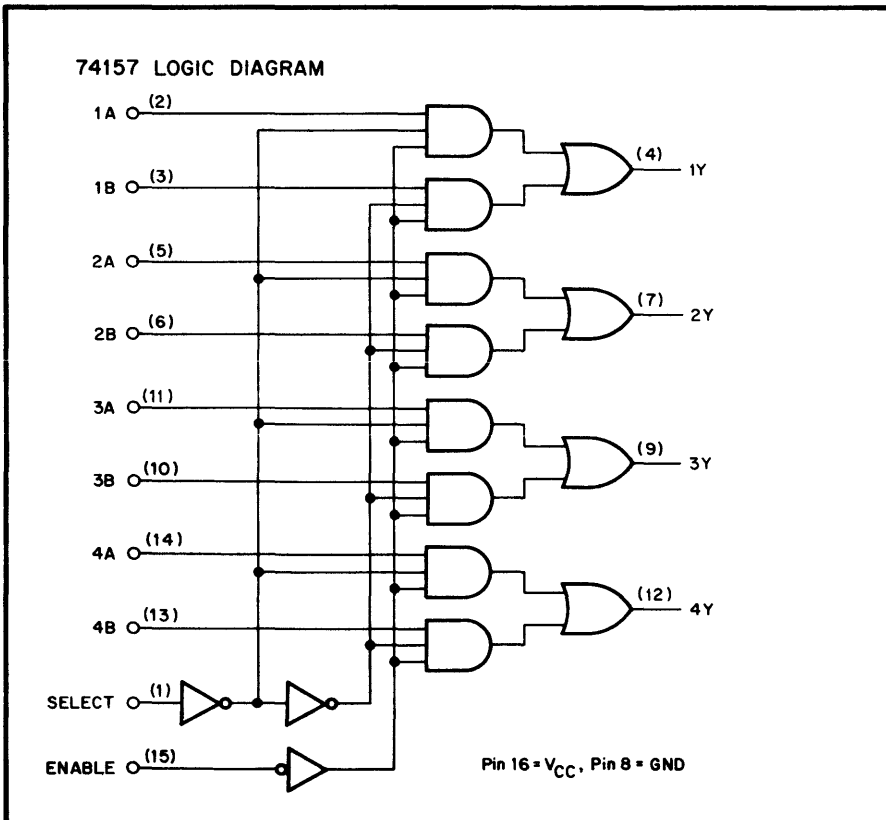 74157 LOGIC DIAGRAM
1A (2)
1B (3)
2A (5)
2B (6)
3A (11)
3B (10)
4A (14)
4B (13)
SELECT (1)
ENABLE (15)
(4) 1Y
(7) 2Y
(9) 3Y
(12) 4Y
Pin 16 = VCC, Pin 8 = GND